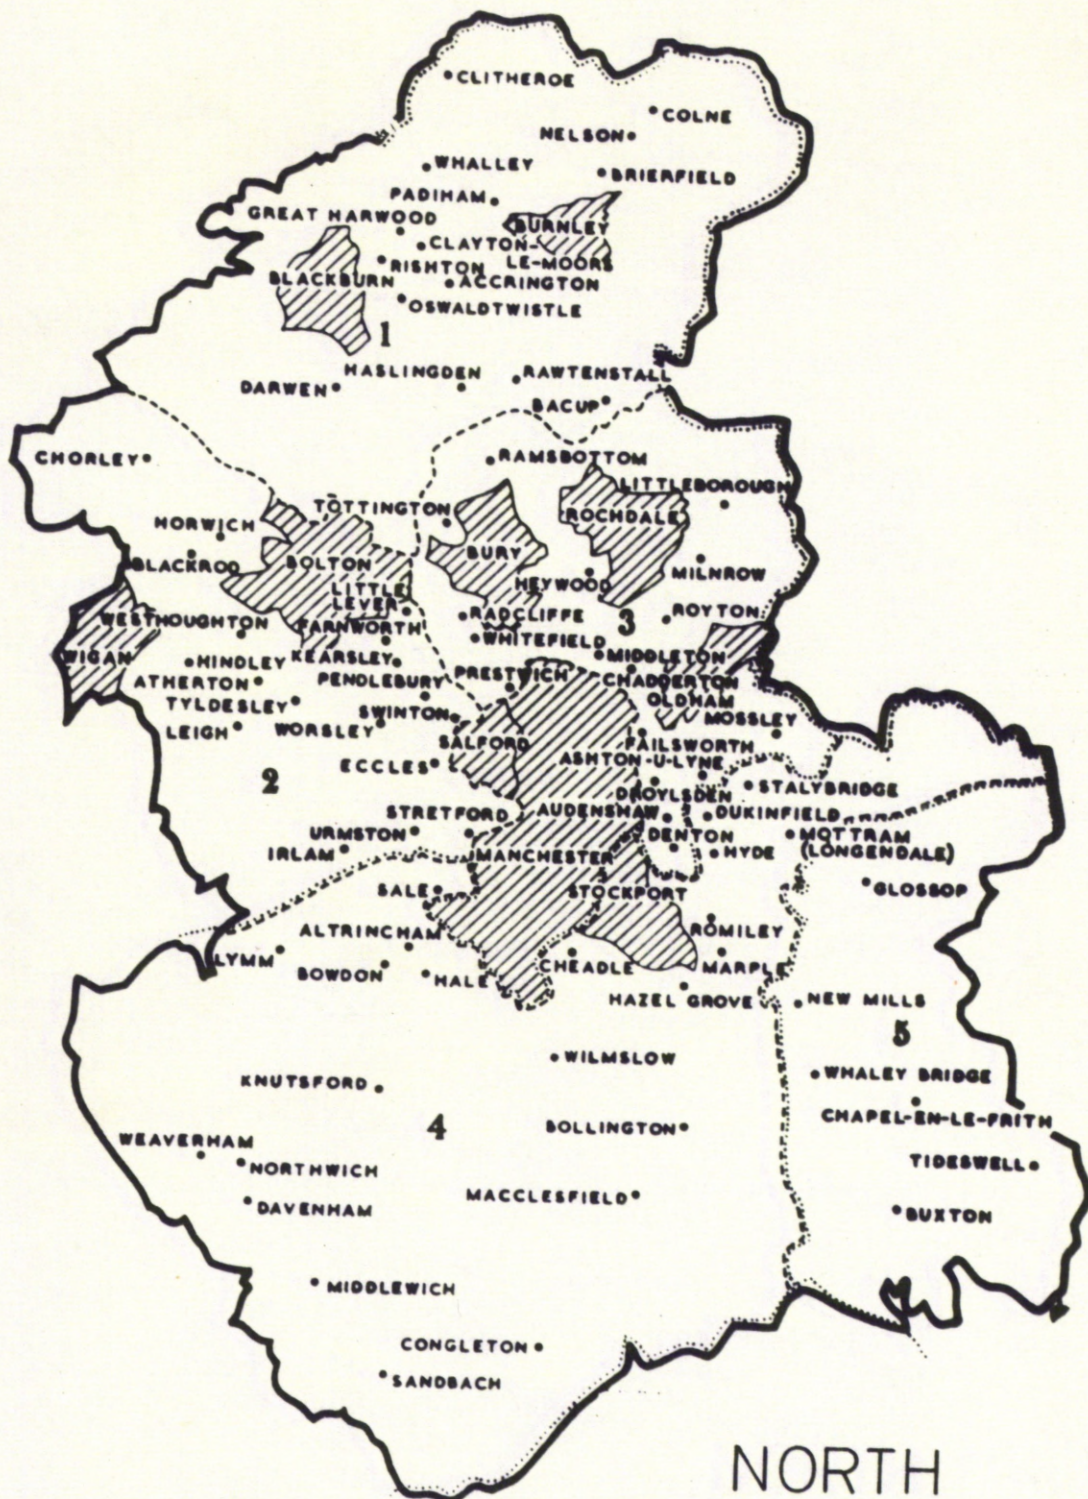 CLITHEROE
COLNE
NELSON
WHALLEY
BRIERFIELD
PADIHAM
GREAT HARWOOD
BURNLEY
CLAYTON-
LE-MOORS
RISHTON
BLACKBURN
ACCRINGTON
OSWALDTWISTLE
1
HASLINGDEN
RAWTENSTALL
DARWEN
BACUP
CHORLEY
RAMSBOTTOM
LITTLEBOROUGH
TOTTINGTON
ROCHDALE
HORWICH
BLACKROD
BOLTON
BURY
MILNROW
HEYWOOD
LITTLE
LEVER
RADCLIFFE
ROYTON
3
WESTHOUGHTON
FARNWORTH
WHITEFIELD
WIGAN
HINDLEY
KEARSLEY
MIDDLETON
ATHERTON
PENDLEBURY
PRESTWICH
CHADDERTON
TYLDESLEY
OLDHAM
SWINTON
MOSSLEY
LEIGH
WORSLEY
SALFORD
FAILSWORTH
ASHTON-U-LYNE
ECCLES
2
DROYLSDEN
STALYBRIDGE
STRETFORD
AUDENSHAW
DUKINFIELD
URMSTON
DENTON
MOTTRAM
(LONGENDALE)
IRLAM
MANCHESTER
HYDE
SALE
STOCKPORT
GLOSSOP
ALTRINCHAM
ROMILEY
LYMM
BOWDON
HALE
CHEADLE
MARPLE
HAZEL GROVE
NEW MILLS
5
WILMSLOW
WHALEY BRIDGE
KNUTSFORD
4
BOLLINGTON
CHAPEL-EN-LE-FRITH
WEAVERHAM
NORTHWICH
TIDESWELL
DAVENHAM
MACCLESFIELD
BUXTON
MIDDLEWICH
CONGLETON
SANDBACH
NORTH